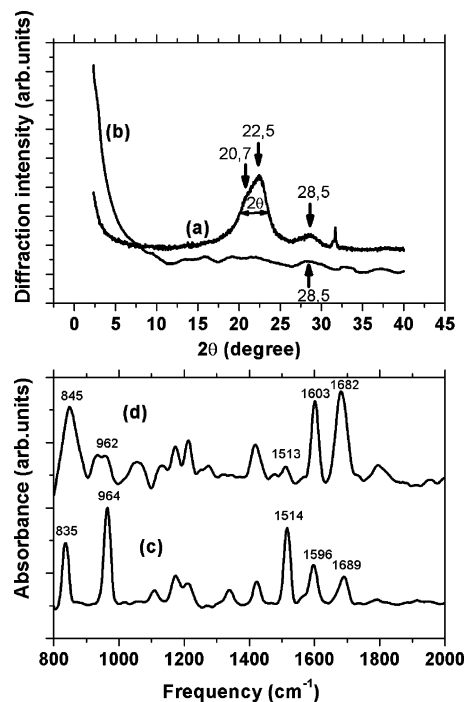 Diffraction intensity (arb.units)
(b)
22,5
20,7
28,5
(a)
2θ
28,5
0 5 10 15 20 25 30 35 40 45
2θ (degree)
Absorbance (arb.units)
845
(d)
962
1513
1603
1682
835
964
(c)
1514
1596
1689
800 1000 1200 1400 1600 1800 2000
Frequency (cm⁻¹)